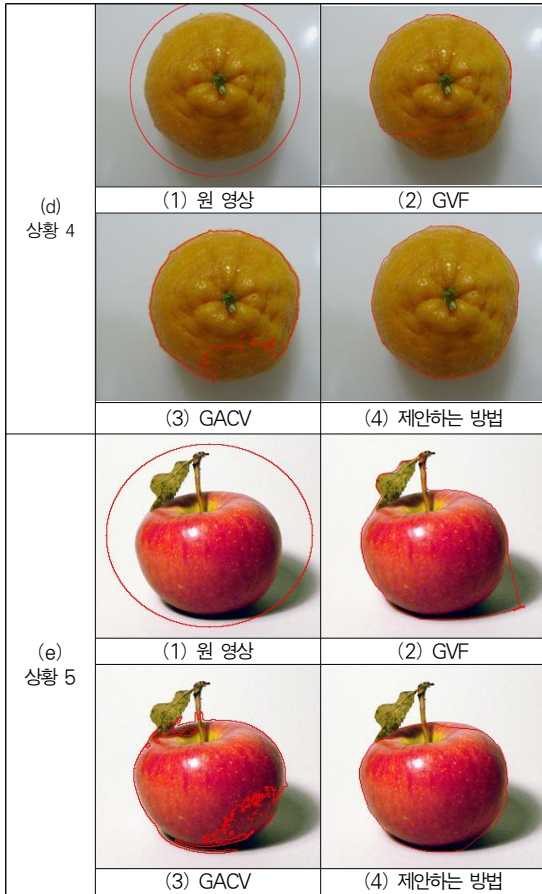 (d)
상황 4
(1) 원 영상
(2) GVF
(3) GACV
(4) 제안하는 방법
(e)
상황 5
(1) 원 영상
(2) GVF
(3) GACV
(4) 제안하는 방법